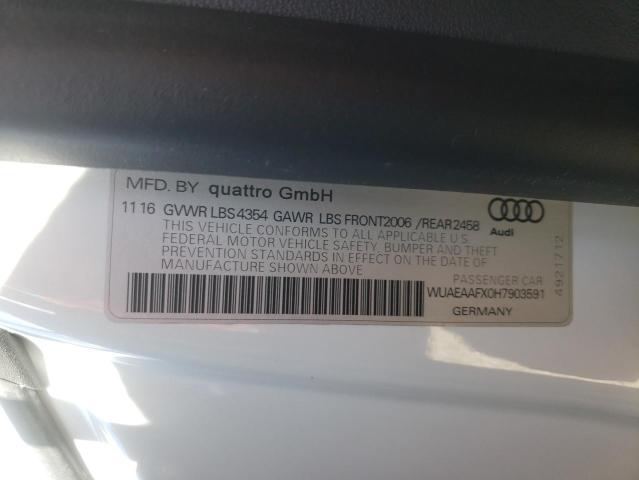 MFD. BY quattro GmbH
11 16 GVWR LBS 4354 GAWR LBS FRONT2006 /REAR2458
THIS VEHICLE CONFORMS TO ALL APPLICABLE U.S.
FEDERAL MOTOR VEHICLE SAFETY, BUMPER AND THEFT
PREVENTION STANDARDS IN EFFECT ON THE DATE OF
MANUFACTURE SHOWN ABOVE
Audi
PASSENGER CAR
WUAEAAFX0H7903591
GERMANY
4921712